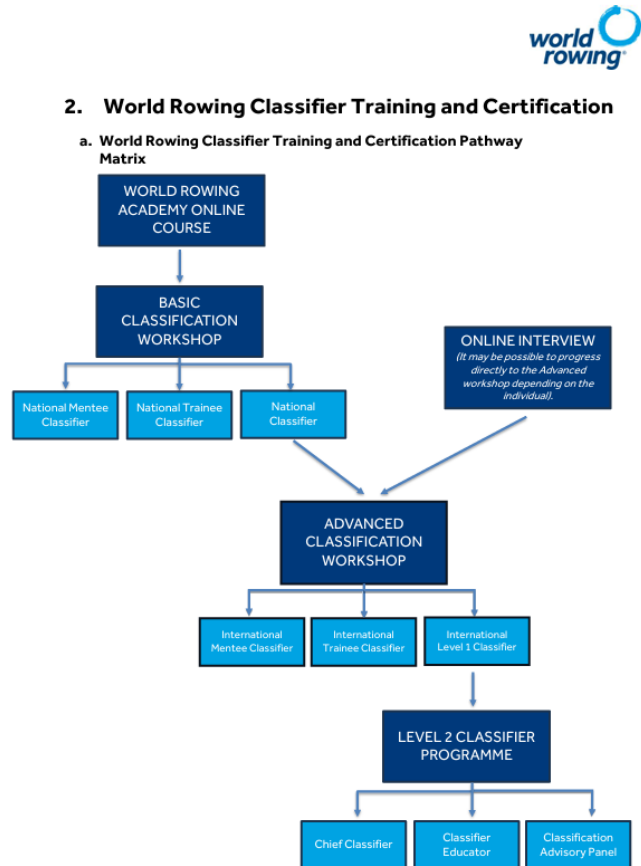 world
rowing
2. World Rowing Classifier Training and Certification
a. World Rowing Classifier Training and Certification Pathway
Matrix
WORLD ROWING
ACADEMY ONLINE
COURSE
BASIC
CLASSIFICATION
WORKSHOP
ONLINE INTERVIEW
(It may be possible to progress
directly to the Advanced
workshop depending on the
individual).
National Mentee
Classifier
National Trainee
Classifier
National
Classifier
ADVANCED
CLASSIFICATION
WORKSHOP
International
Mentee Classifier
International
Trainee Classifier
International
Level 1 Classifier
LEVEL 2 CLASSIFIER
PROGRAMME
Chief Classifier
Classifier
Educator
Classification
Advisory Panel